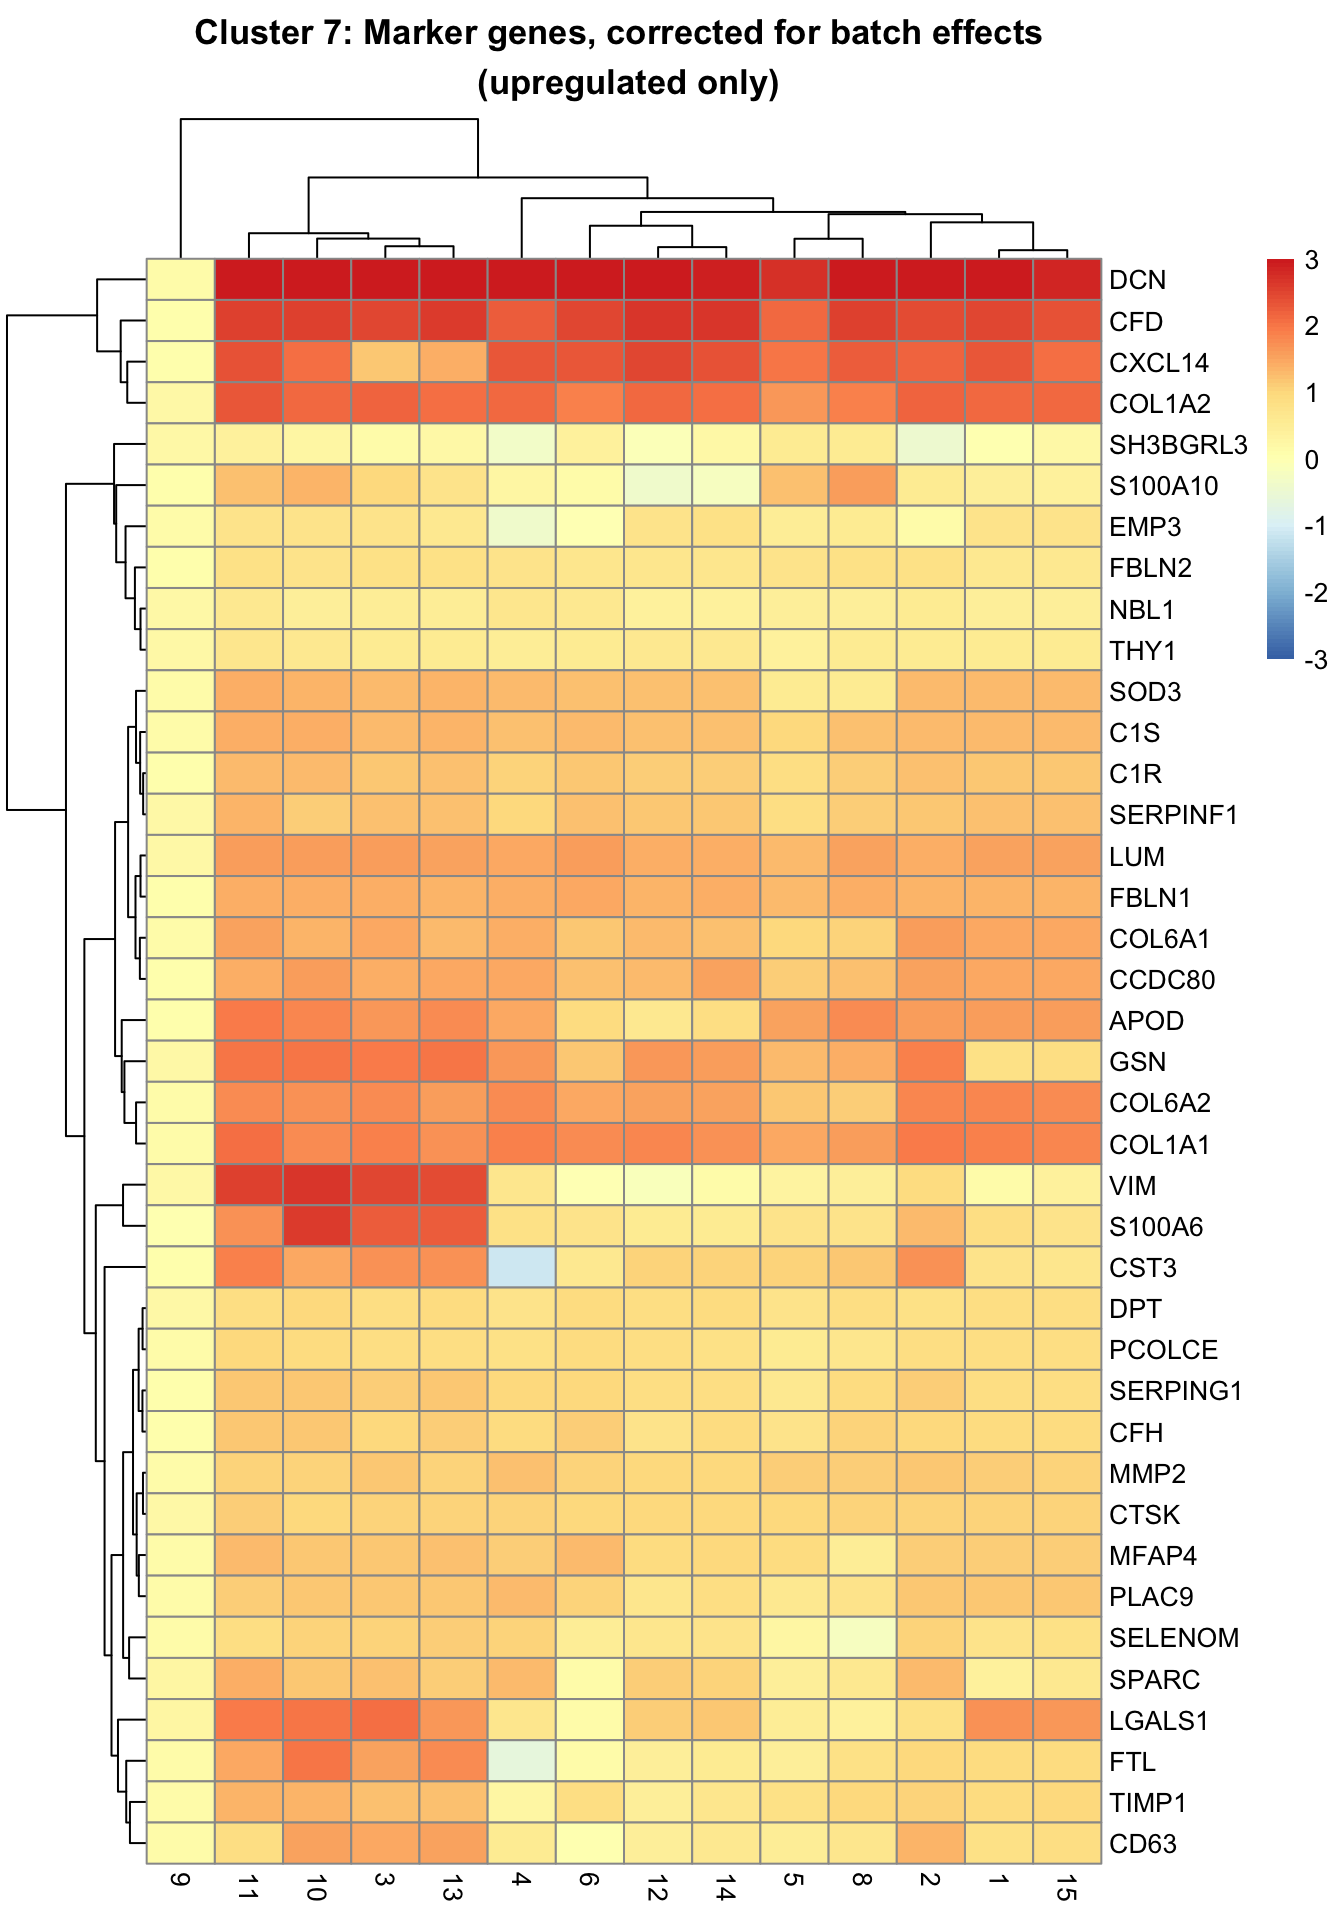 Cluster 7: Marker genes, corrected for batch effects
(upregulated only)
3
2
1
0
-1
-2
-3
DCN
CFD
CXCL14
COL1A2
SH3BGRL3
S100A10
EMP3
FBLN2
NBL1
THY1
SOD3
C1S
C1R
SERPINF1
LUM
FBLN1
COL6A1
CCDC80
APOD
GSN
COL6A2
COL1A1
VIM
S100A6
CST3
DPT
PCOLCE
SERPING1
CFH
MMP2
CTSK
MFAP4
PLAC9
SELENOM
SPARC
LGALS1
FTL
TIMP1
CD63
9 11 10 3 13 4 6 12 14 5 8 2 1 15